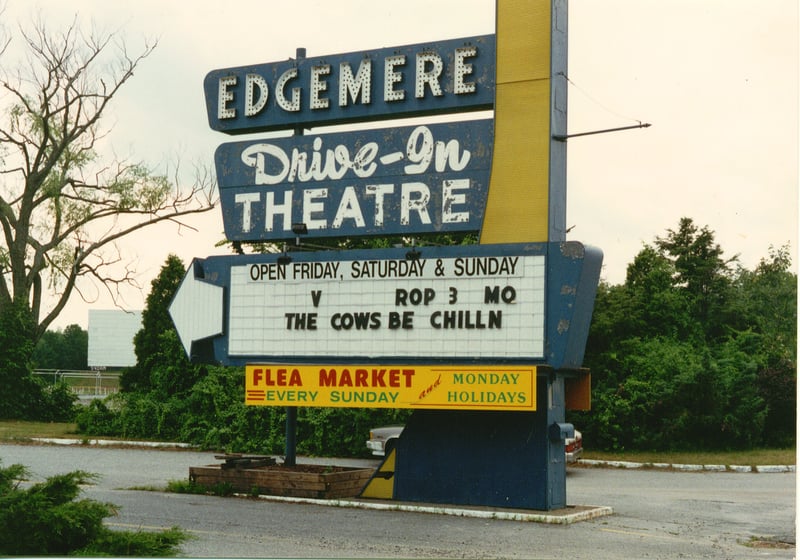 EDGEMERE
Drive-In
THEATRE
OPEN FRIDAY, SATURDAY & SUNDAY
V ROP 3 MO
THE COWS BE CHILLN
FLEA MARKET and MONDAY
EVERY SUNDAY HOLIDAYS